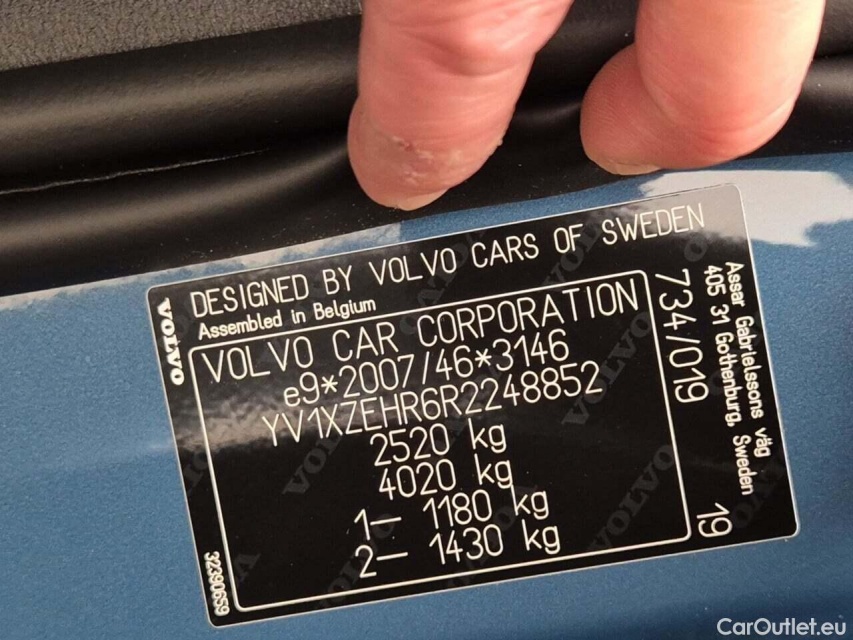 DESIGNED BY VOLVO CARS OF SWEDEN
Assembled in Belgium
VOLVO
VOLVO CAR CORPORATION
e9*2007/46*3146
YV1XZEHR6R2248852
2520 kg
4020 kg
1– 1180 kg
2– 1430 kg
734/019
19
Assar Gabrielssons väg
405 31 Gothenburg, Sweden
32390659
CarOutlet.eu